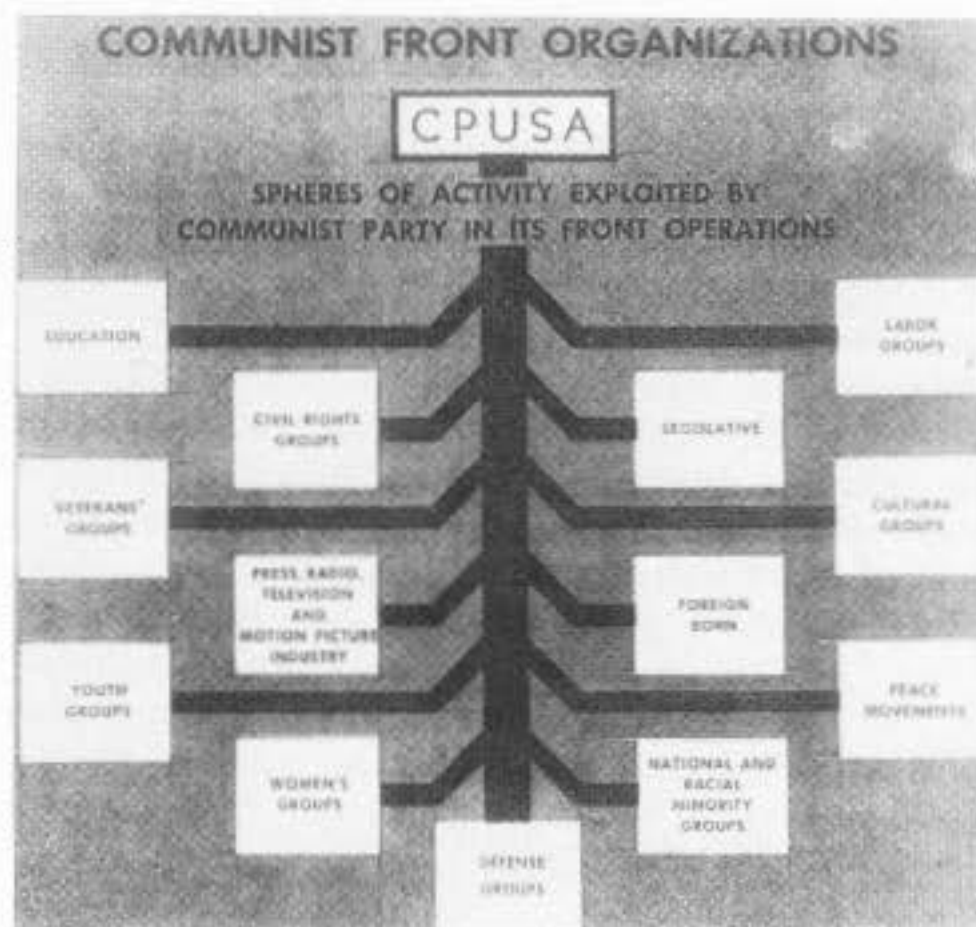 COMMUNIST FRONT ORGANIZATIONS
CPUSA
SPHERES OF ACTIVITY EXPLOITED BY
COMMUNIST PARTY IN ITS FRONT OPERATIONS
EDUCATION
LABOR
GROUPS
CIVIL RIGHTS
GROUPS
LEGISLATIVE
VETERANS'
GROUPS
CULTURAL
GROUPS
PRESS, RADIO,
TELEVISION
AND
MOTION PICTURE
INDUSTRY
FOREIGN
BORN
YOUTH
GROUPS
PEACE
MOVEMENTS
WOMEN'S
GROUPS
NATIONAL AND
RACIAL
MINORITY
GROUPS
DEFENSE
GROUPS